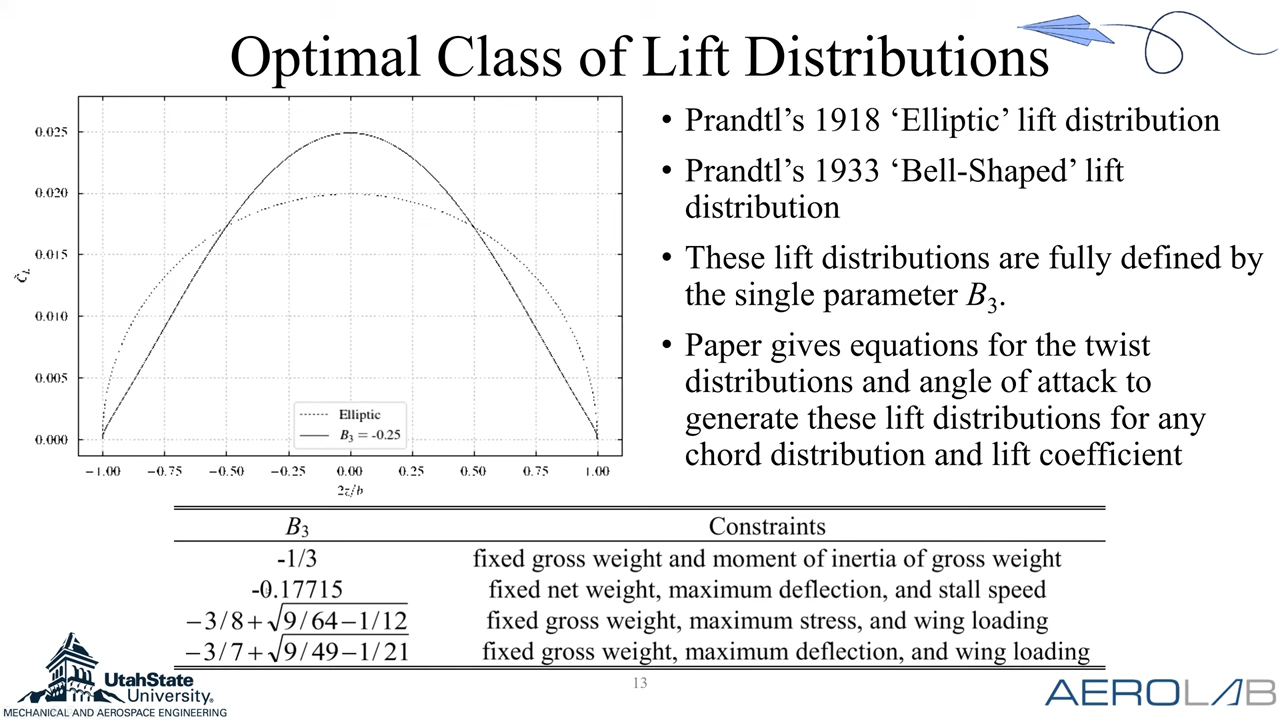 Optimal Class of Lift Distributions
0.025
0.020
0.015
0.010
0.005
0.000
c̃L
Elliptic
B3 = -0.25
−1.00 −0.75 −0.50 −0.25 0.00 0.25 0.50 0.75 1.00
2z/b
• Prandtl’s 1918 ‘Elliptic’ lift distribution
• Prandtl’s 1933 ‘Bell-Shaped’ lift
distribution
• These lift distributions are fully defined by
the single parameter B3.
• Paper gives equations for the twist
distributions and angle of attack to
generate these lift distributions for any
chord distribution and lift coefficient
B3 Constraints
-1/3 fixed gross weight and moment of inertia of gross weight
-0.17715 fixed net weight, maximum deflection, and stall speed
−3/8+√9/64−1/12 fixed gross weight, maximum stress, and wing loading
−3/7+√9/49−1/21 fixed gross weight, maximum deflection, and wing loading
13
UtahState
University.
MECHANICAL AND AEROSPACE ENGINEERING
AEROLAB